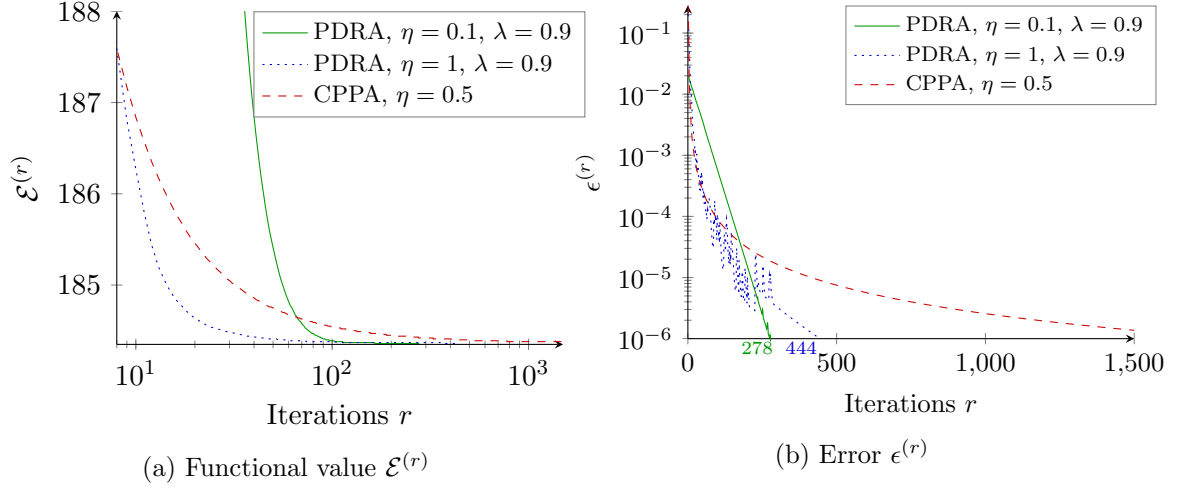 188
187
186
185
10^1
10^2
10^3
Iterations r
ℰ^(r)
PDRA, η = 0.1, λ = 0.9
PDRA, η = 1, λ = 0.9
CPPA, η = 0.5
(a) Functional value ℰ^(r)
10^−1
10^−2
10^−3
10^−4
10^−5
10^−6
0
278
444
500
1,000
1,500
Iterations r
ϵ^(r)
PDRA, η = 0.1, λ = 0.9
PDRA, η = 1, λ = 0.9
CPPA, η = 0.5
(b) Error ϵ^(r)